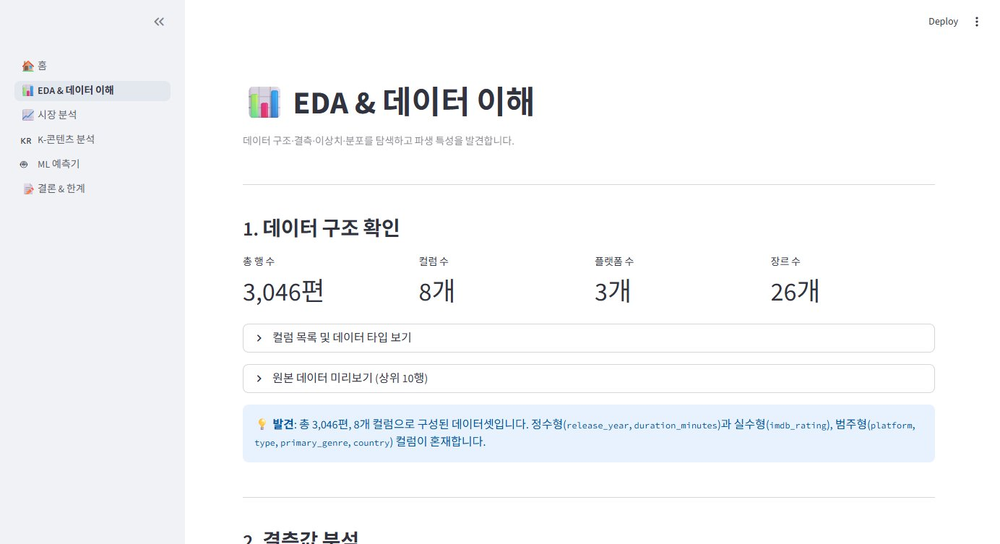 Deploy
홈
EDA & 데이터 이해
시장 분석
KR K-콘텐츠 분석
ML 예측기
결론 & 한계
EDA & 데이터 이해
데이터 구조·결측·이상치·분포를 탐색하고 파생 특성을 발견합니다.
1. 데이터 구조 확인
총 행 수 컬럼 수 플랫폼 수 장르 수
3,046편 8개 3개 26개
컬럼 목록 및 데이터 타입 보기
원본 데이터 미리보기 (상위 10행)
발견: 총 3,046편, 8개 컬럼으로 구성된 데이터셋입니다. 정수형(release_year, duration_minutes)과 실수형(imdb_rating), 범주형(platform,
type, primary_genre, country) 컬럼이 혼재합니다.
2. 결측값 분석